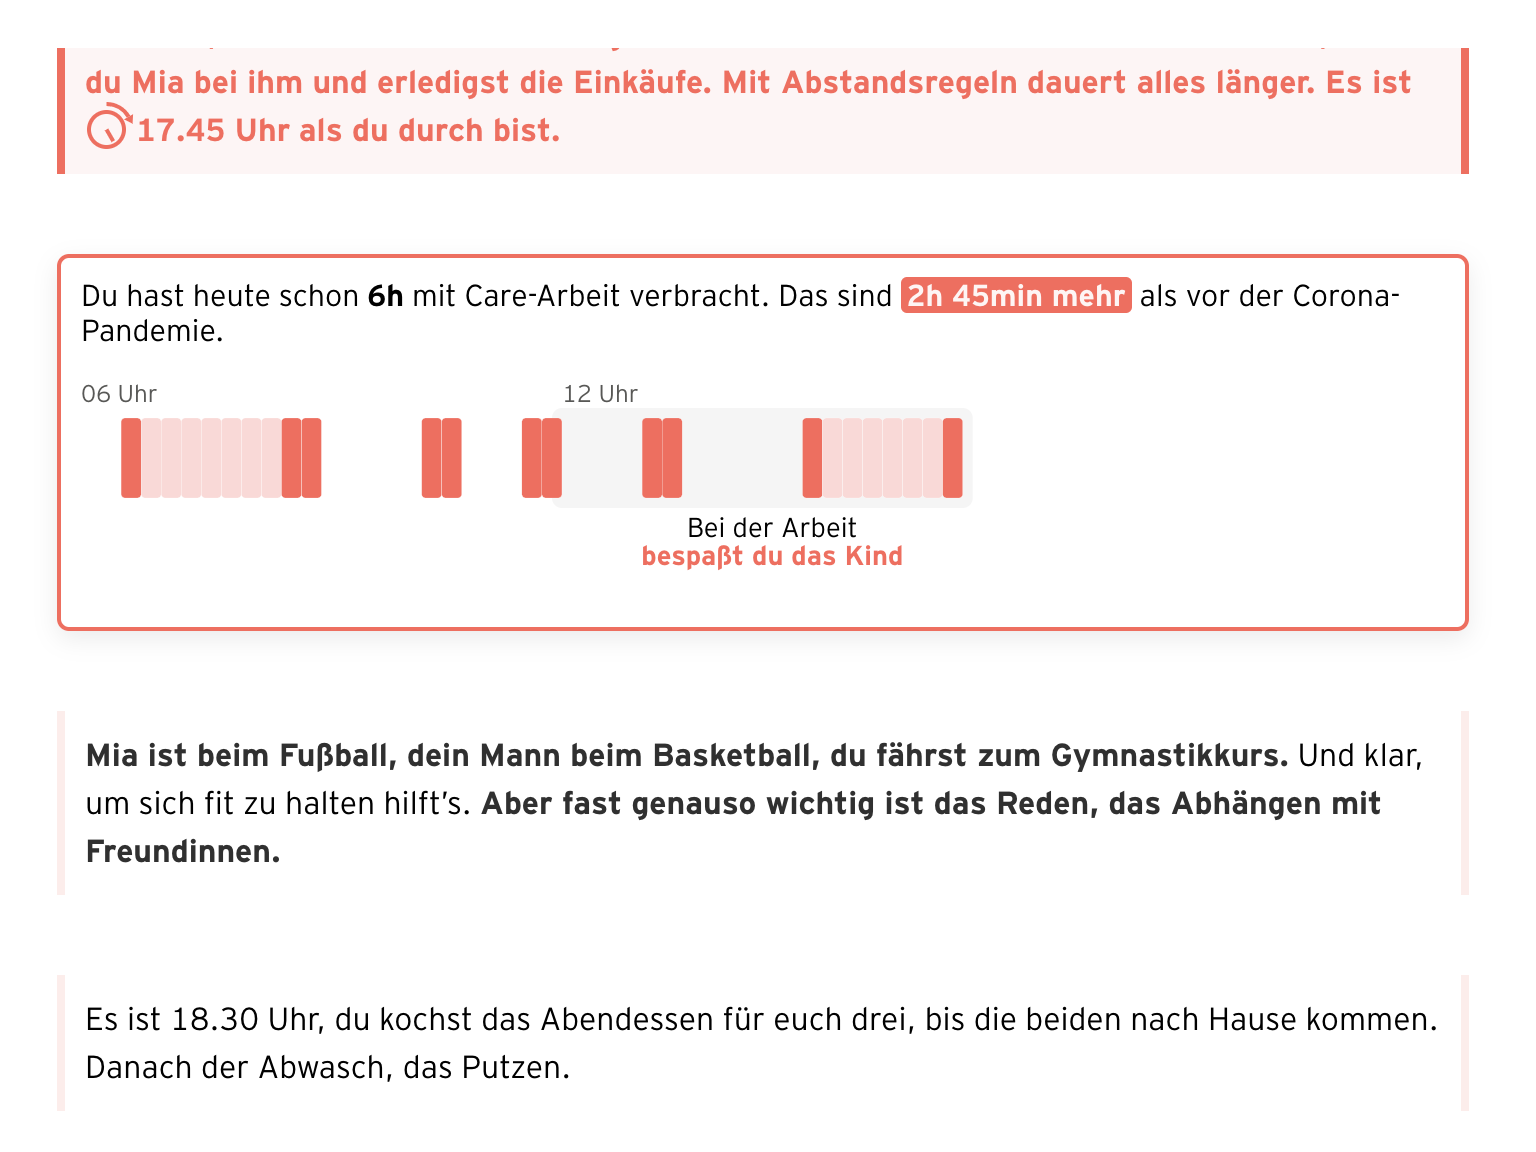 du Mia bei ihm und erledigst die Einkäufe. Mit Abstandsregeln dauert alles länger. Es ist
17.45 Uhr als du durch bist.
Du hast heute schon 6h mit Care-Arbeit verbracht. Das sind 2h 45min mehr als vor der Corona-
Pandemie.
06 Uhr
12 Uhr
Bei der Arbeit
bespaßt du das Kind
Mia ist beim Fußball, dein Mann beim Basketball, du fährst zum Gymnastikkurs. Und klar,
um sich fit zu halten hilft’s. Aber fast genauso wichtig ist das Reden, das Abhängen mit
Freundinnen.
Es ist 18.30 Uhr, du kochst das Abendessen für euch drei, bis die beiden nach Hause kommen.
Danach der Abwasch, das Putzen.